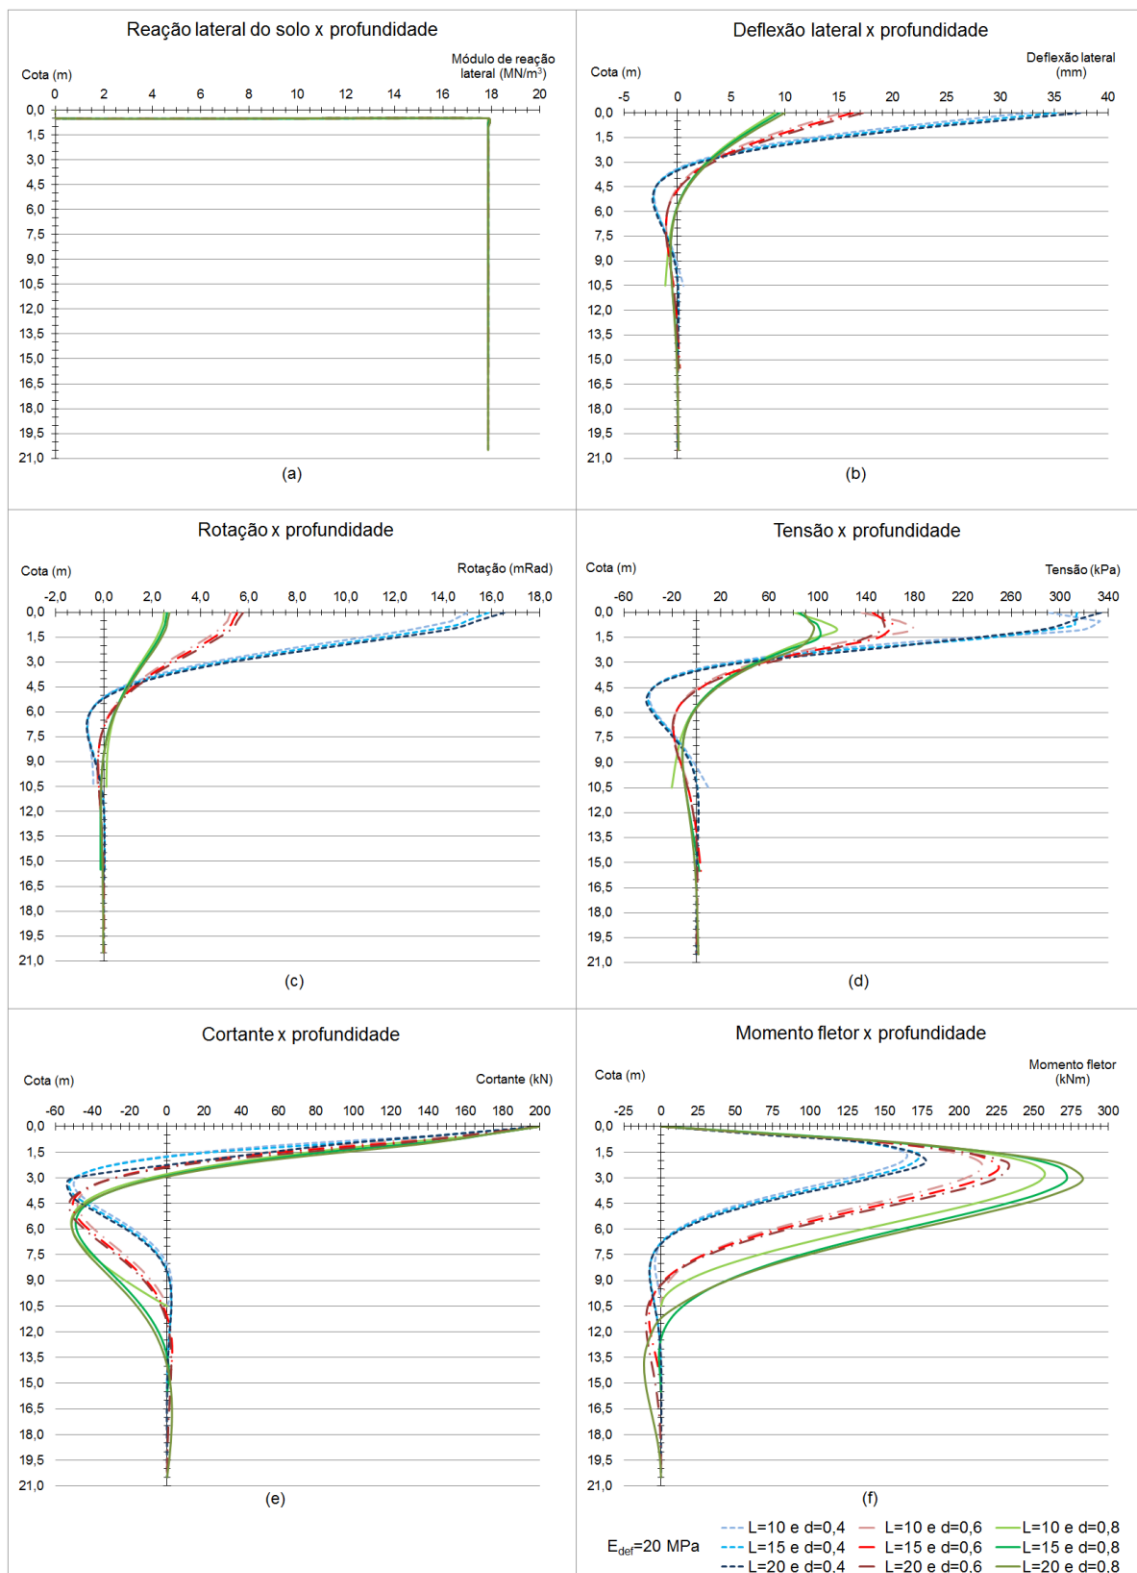 Reação lateral do solo x profundidade
Cota (m)
Módulo de reação
lateral (MN/m³)
0 2 4 6 8 10 12 14 16 18 20
0,0
1,5
3,0
4,5
6,0
7,5
9,0
10,5
12,0
13,5
15,0
16,5
18,0
19,5
21,0
(a)
Deflexão lateral x profundidade
Cota (m)
Deflexão lateral
(mm)
-5 0 5 10 15 20 25 30 35 40
0,0
1,5
3,0
4,5
6,0
7,5
9,0
10,5
12,0
13,5
15,0
16,5
18,0
19,5
21,0
(b)
Rotação x profundidade
Cota (m)
Rotação (mRad)
-2,0 0,0 2,0 4,0 6,0 8,0 10,0 12,0 14,0 16,0 18,0
0,0
1,5
3,0
4,5
6,0
7,5
9,0
10,5
12,0
13,5
15,0
16,5
18,0
19,5
21,0
(c)
Tensão x profundidade
Cota (m)
Tensão (kPa)
-60 -20 20 60 100 140 180 220 260 300 340
0,0
1,5
3,0
4,5
6,0
7,5
9,0
10,5
12,0
13,5
15,0
16,5
18,0
19,5
21,0
(d)
Cortante x profundidade
Cota (m)
Cortante (kN)
-60 -40 -20 0 20 40 60 80 100 120 140 160 180 200
0,0
1,5
3,0
4,5
6,0
7,5
9,0
10,5
12,0
13,5
15,0
16,5
18,0
19,5
21,0
(e)
Momento fletor x profundidade
Cota (m)
Momento fletor
(kNm)
-25 0 25 50 75 100 125 150 175 200 225 250 275 300
0,0
1,5
3,0
4,5
6,0
7,5
9,0
10,5
12,0
13,5
15,0
16,5
18,0
19,5
21,0
(f)
E_def=20 MPa
L=10 e d=0,4 L=10 e d=0,6 L=10 e d=0,8
L=15 e d=0,4 L=15 e d=0,6 L=15 e d=0,8
L=20 e d=0,4 L=20 e d=0,6 L=20 e d=0,8